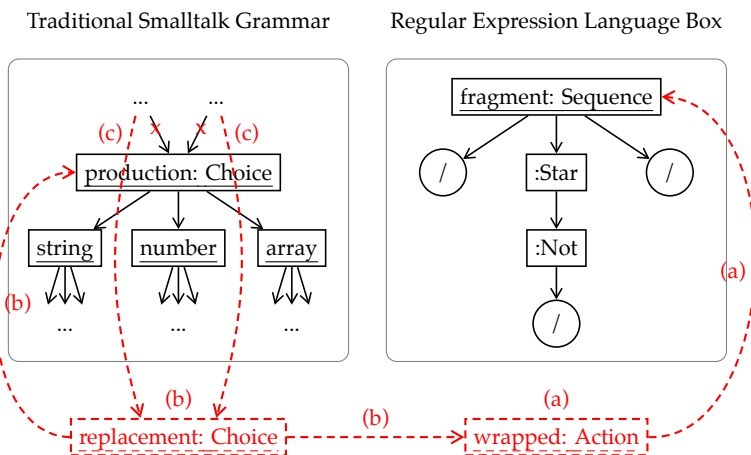 Traditional Smalltalk Grammar
Regular Expression Language Box
... ...
(c) x x (c)
production: Choice
string number array
... ... ...
(b)
fragment: Sequence
/ :Star /
:Not
/
(a)
(b)
replacement: Choice
(b)
(a)
wrapped: Action